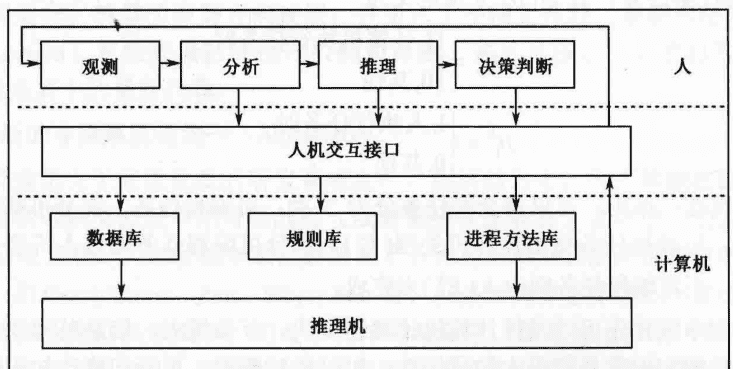 观测 分析 推理 决策判断 人
人机交互接口
数据库 规则库 进程方法库
计算机
推理机